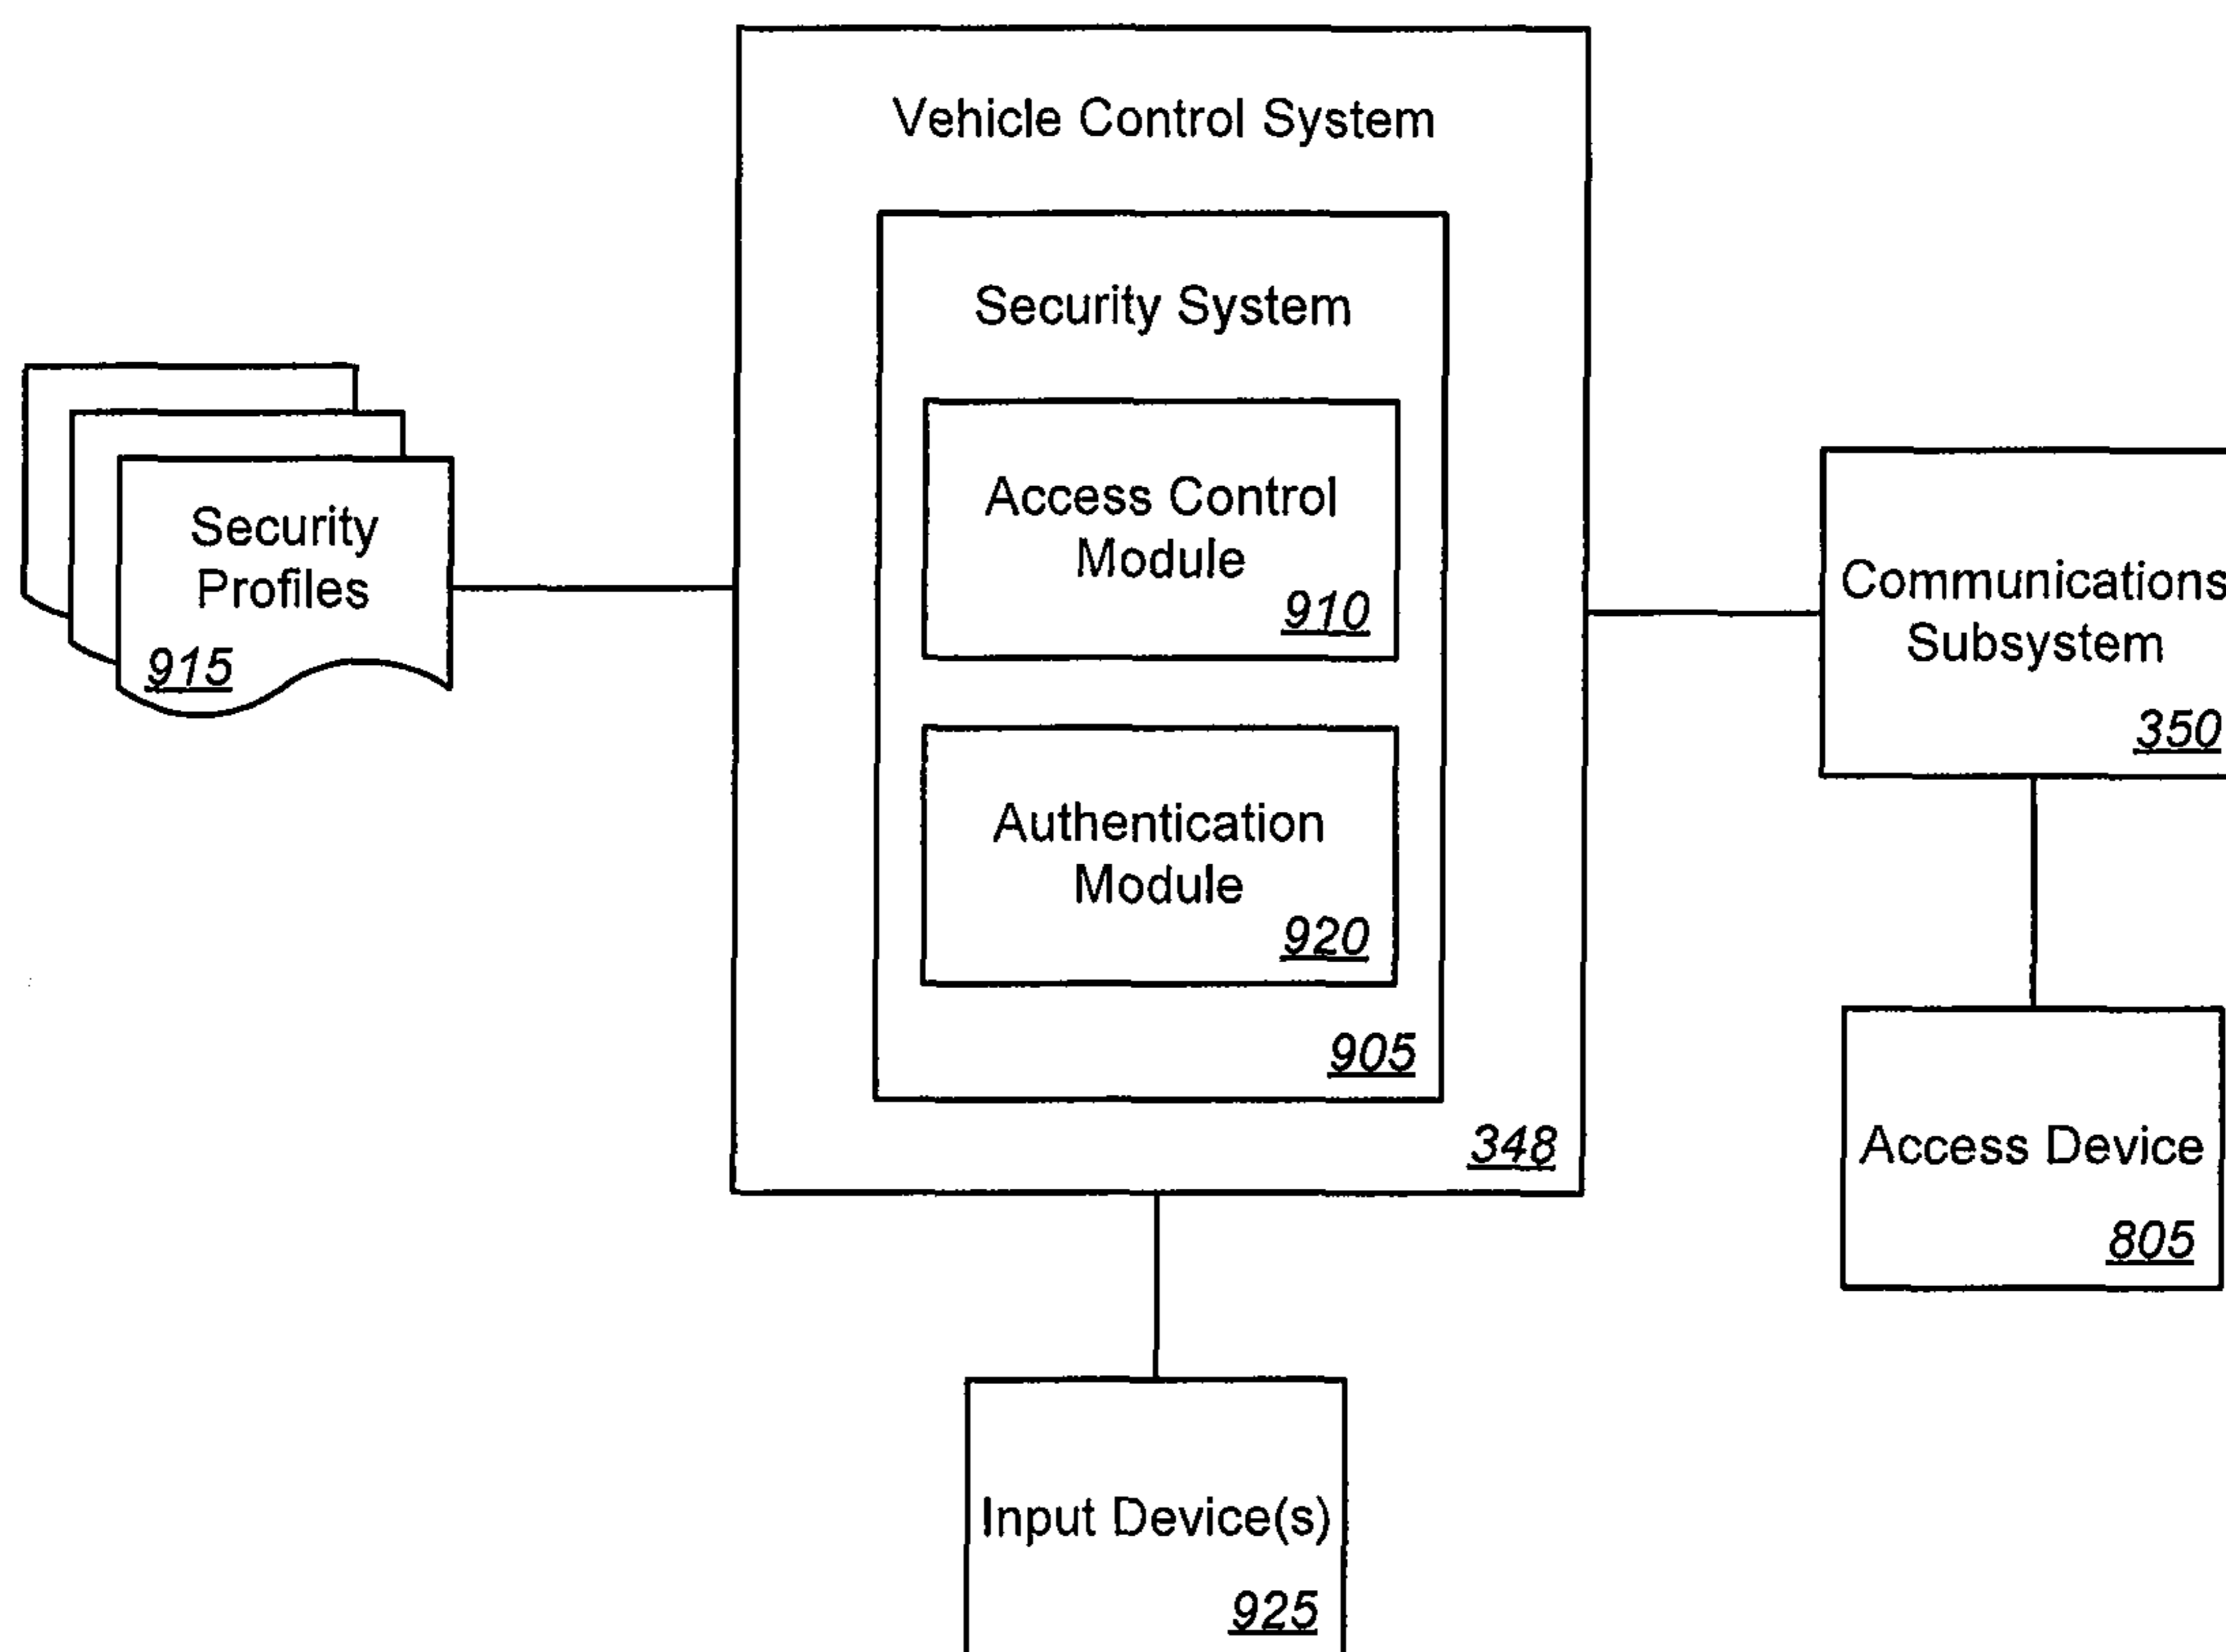 Vehicle Control System
Security System
Access Control
Module
910
Authentication
Module
920
905
348
Security
Profiles
915
Communications
Subsystem
350
Access Device
805
Input Device(s)
925